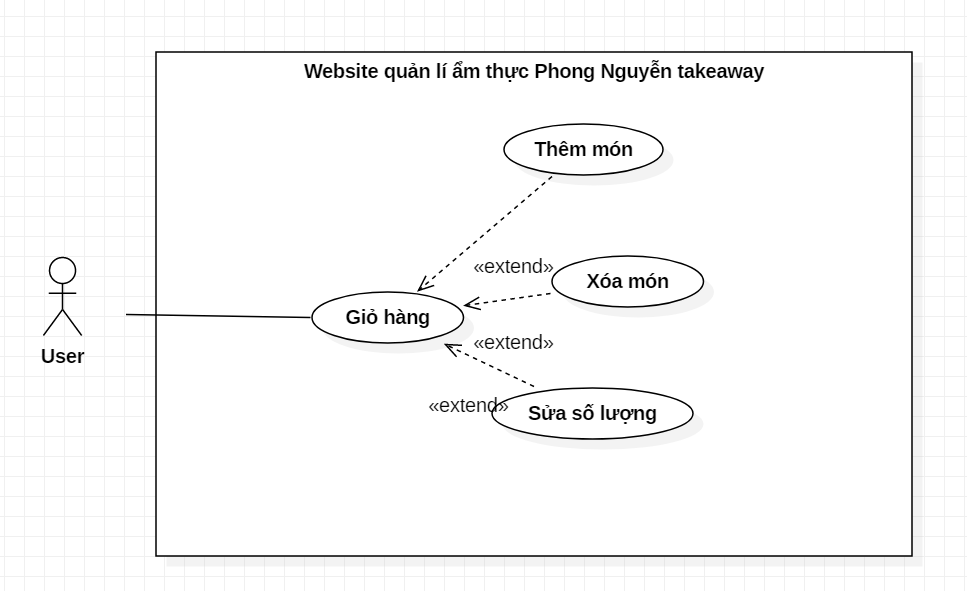 Website quản lí ẩm thực Phong Nguyễn takeaway
Thêm món
«extend»
Xóa món
Giỏ hàng
«extend»
User
«extend»
Sửa số lượng